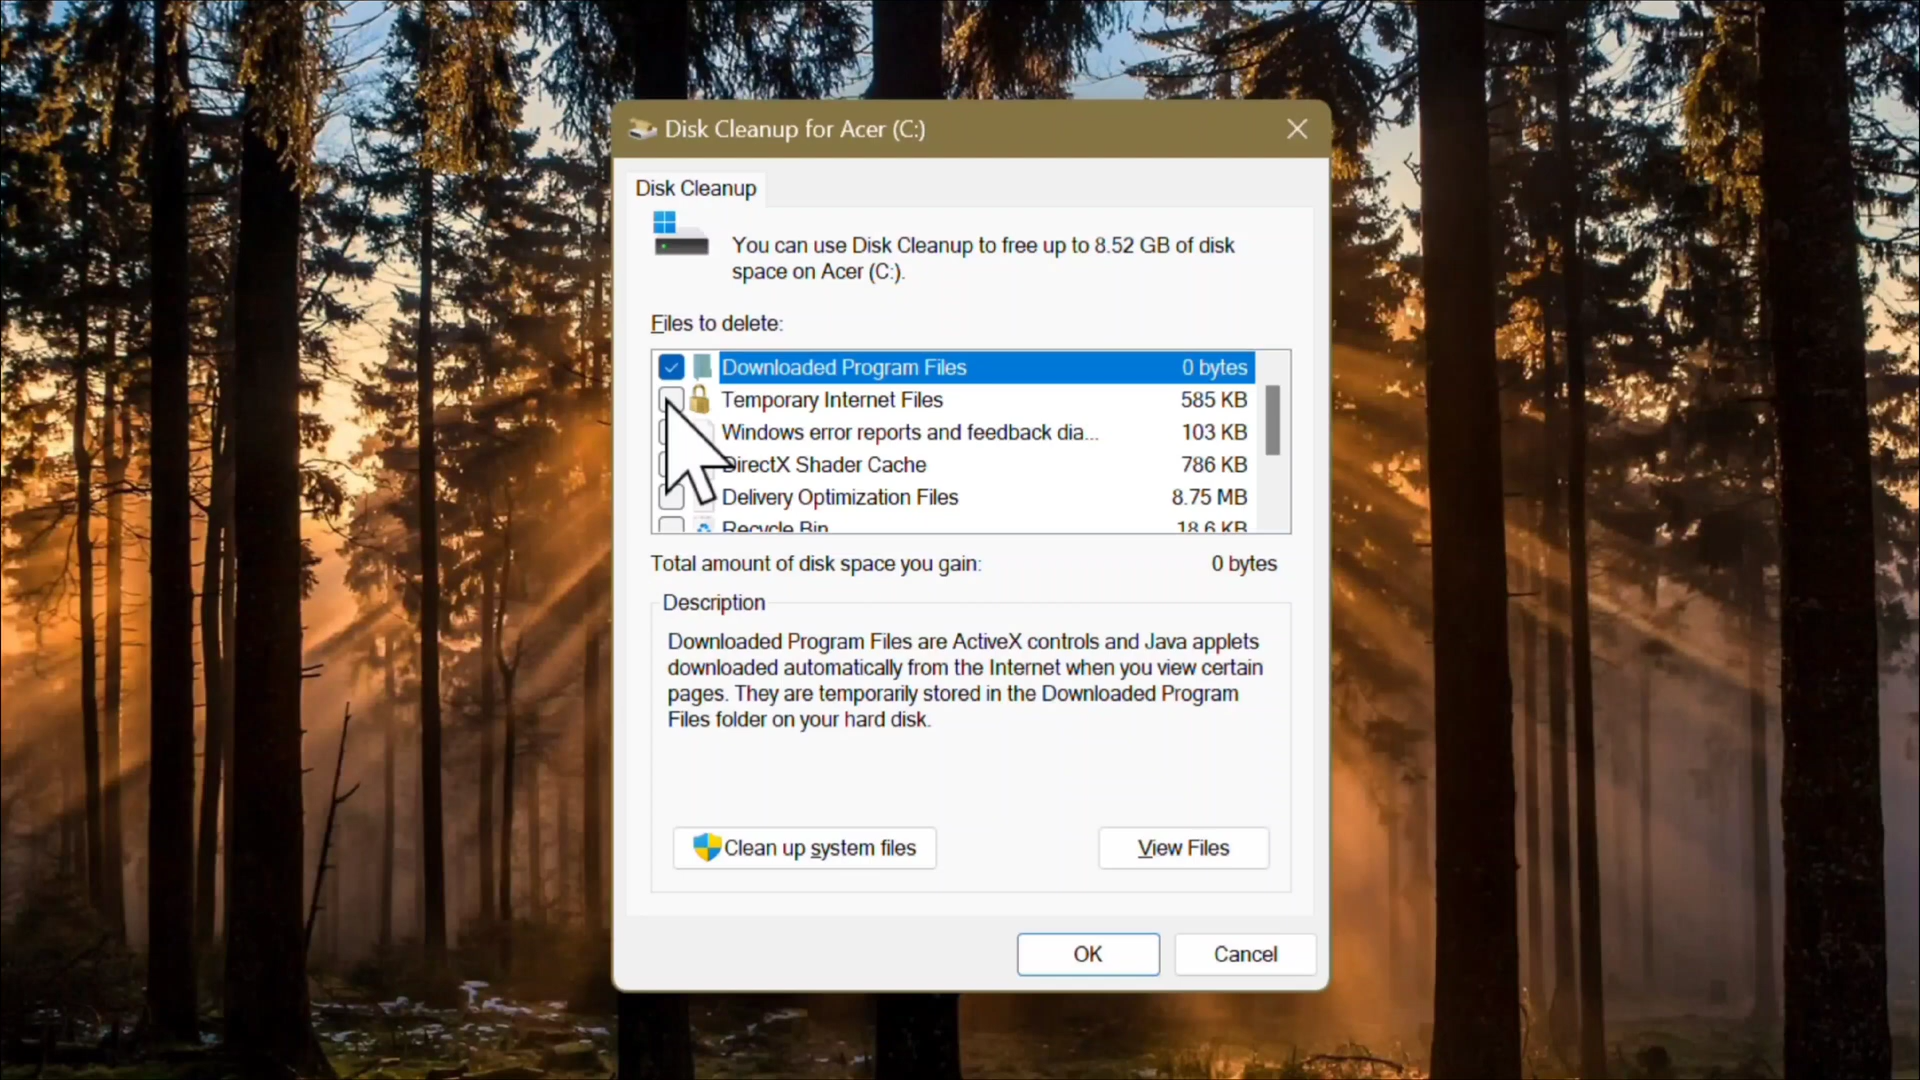 Disk Cleanup for Acer (C:)
Disk Cleanup
You can use Disk Cleanup to free up to 8.52 GB of disk
space on Acer (C:).
Files to delete:
Downloaded Program Files 0 bytes
Temporary Internet Files 585 KB
Windows error reports and feedback dia... 103 KB
DirectX Shader Cache 786 KB
Delivery Optimization Files 8.75 MB
Recycle Bin 18.6 KB
Total amount of disk space you gain: 0 bytes
Description
Downloaded Program Files are ActiveX controls and Java applets
downloaded automatically from the Internet when you view certain
pages. They are temporarily stored in the Downloaded Program
Files folder on your hard disk.
Clean up system files View Files
OK Cancel